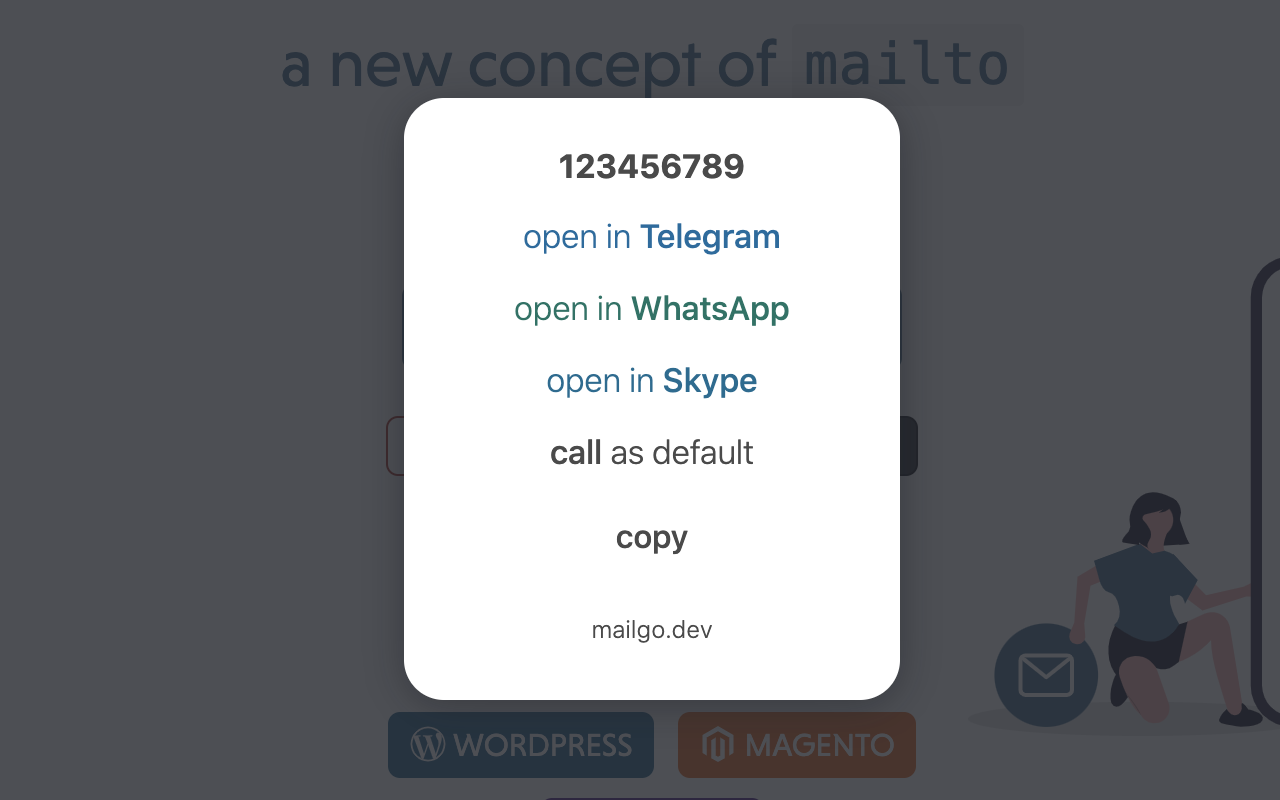 a new concept of mailto
123456789
open in Telegram
open in WhatsApp
open in Skype
call as default
copy
mailgo.dev
WORDPRESS
MAGENTO